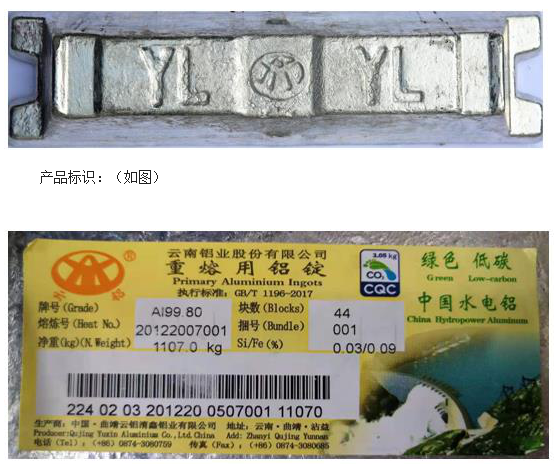 YL YL
产品标识：（如图）
云南铝业股份有限公司
重熔用铝锭
Primary Aluminium Ingots
执行标准：GB/T 1196-2017
牌号(Grade) Al99.80 块数(Blocks) 44
熔炼号(Heat No.) 20122007001 捆号(Bundle) 001
净重(kg)(N.Weight) 1107.0 kg Si/Fe(%) 0.03/0.09
CO₂
CQC
绿色 低碳
Green Low-carbon
中国水电铝
China Hydropower Aluminum
224 02 03 201220 0507001 11070
生产商：中国·曲靖云铝淯鑫铝业有限公司 地址：云南·曲靖·沾益
Producer:Qujing Yuxin Aluminium Co.,Ltd.China Add: Zhanyi Qujing Yunnan
电话(Tel)：(+86) 0874-3080759 传真(Fax)：(+86) 0874-3080685